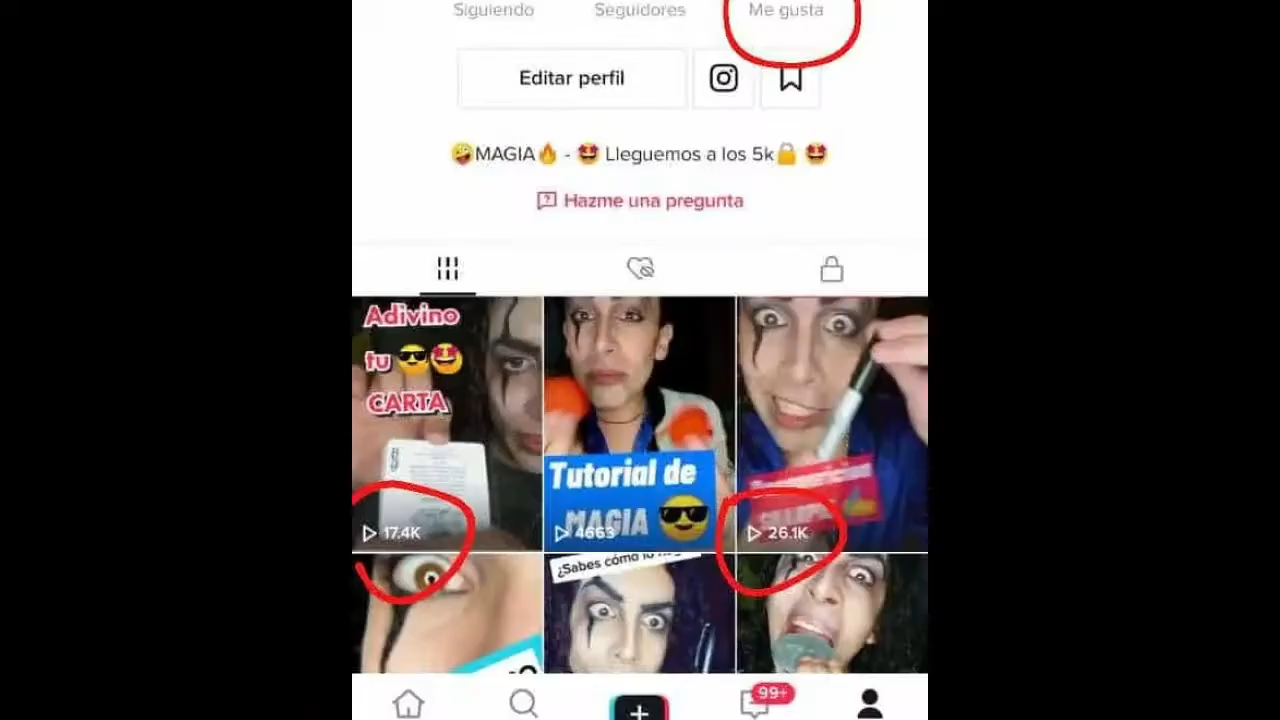 Siguiendo Seguidores Me gusta
Editar perfil
🤪MAGIA🔥 - 🤩 Lleguemos a los 5k🔒 🤩
Hazme una pregunta
Adivino
tu 😎🤩
CARTA
17.4K
Tutorial de
MAGIA 😎
4663
26.1K
¿Sabes cómo lo
99+